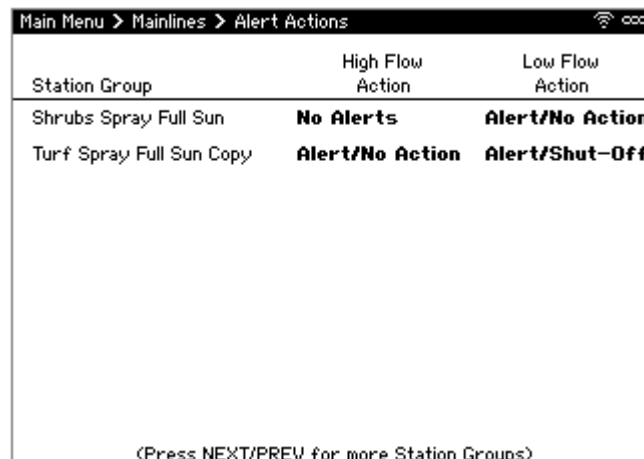 Main Menu > Mainlines > Alert Actions
High Flow Low Flow
Station Group Action Action
Shrubs Spray Full Sun No Alerts Alert/No Action
Turf Spray Full Sun Copy Alert/No Action Alert/Shut-Off
(Press NEXT/PREV for more Station Groups)